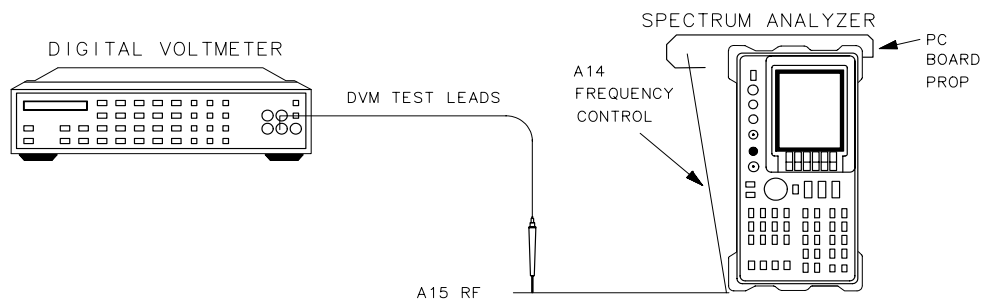 SPECTRUM ANALYZER
DIGITAL VOLTMETER
PC
BOARD
PROP
A14
FREQUENCY
CONTROL
DVM TEST LEADS
A15 RF